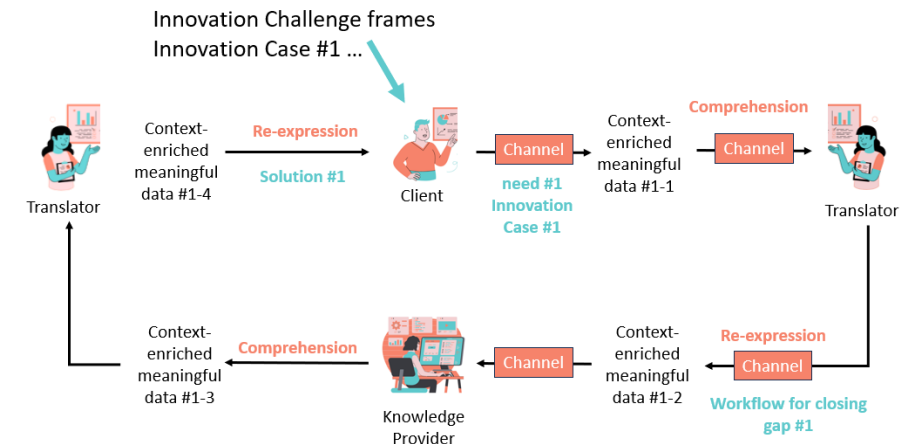 Innovation Challenge frames
Innovation Case #1 ...
Translator
Context-
enriched
meaningful
data #1-4
Re-expression
Solution #1
Client
Channel
need #1
Innovation
Case #1
Context-
enriched
meaningful
data #1-1
Comprehension
Channel
Translator
Context-
enriched
meaningful
data #1-3
Comprehension
Knowledge
Provider
Channel
Context-
enriched
meaningful
data #1-2
Re-expression
Channel
Workflow for closing
gap #1